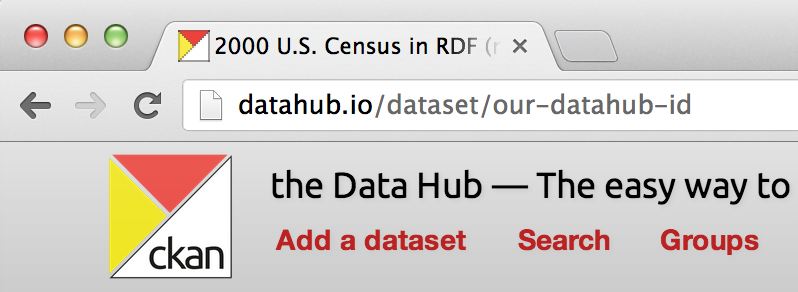 2000 U.S. Census in RDF (
datahub.io/dataset/our-datahub-id
the Data Hub — The easy way to
ckan
Add a dataset Search Groups